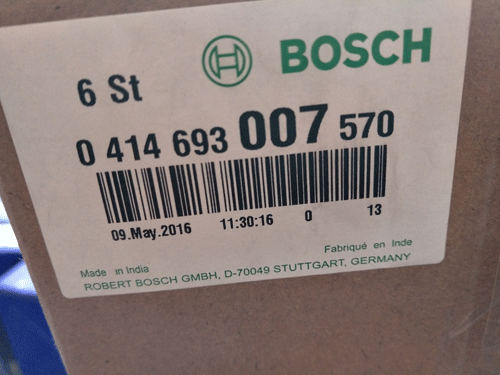 BOSCH
6 St
0 414 693 007 570
09.May.2016 11:30:16 0 13
Made in India Fabriqué en Inde
ROBERT BOSCH GMBH, D-70049 STUTTGART, GERMANY